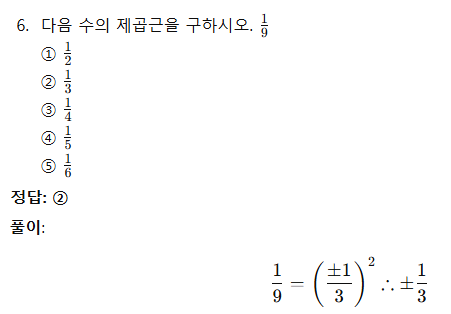 6. 다음 수의 제곱근을 구하시오. 1/9
① 1/2
② 1/3
③ 1/4
④ 1/5
⑤ 1/6
정답: ②
풀이:
1/9 = (±1/3)² ∴ ±1/3